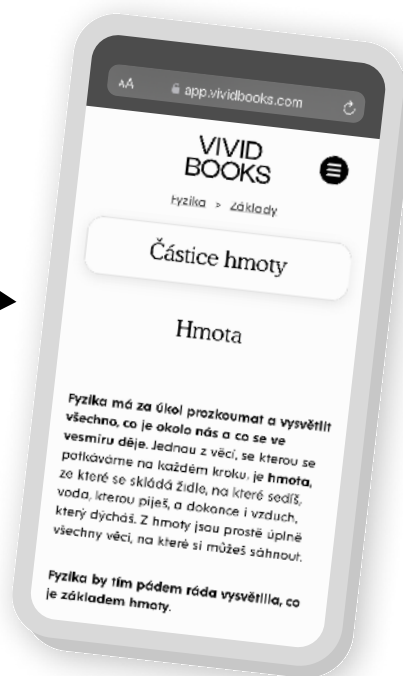 AA app.vividbooks.com
VIVID
BOOKS
Fyzika > Základy
Částice hmoty
Hmota
Fyzika má za úkol prozkoumat a vysvětlit
všechno, co je okolo nás a co se ve
vesmíru děje. Jednou z věcí, se kterou se
potkáváme na každém kroku, je hmota,
ze které se skládá židle, na které sedíš,
voda, kterou piješ, a dokonce i vzduch,
který dýcháš. Z hmoty jsou prostě úplně
všechny věci, na které si můžeš sáhnout.
Fyzika by tím pádem ráda vysvětlila, co
je základem hmoty.